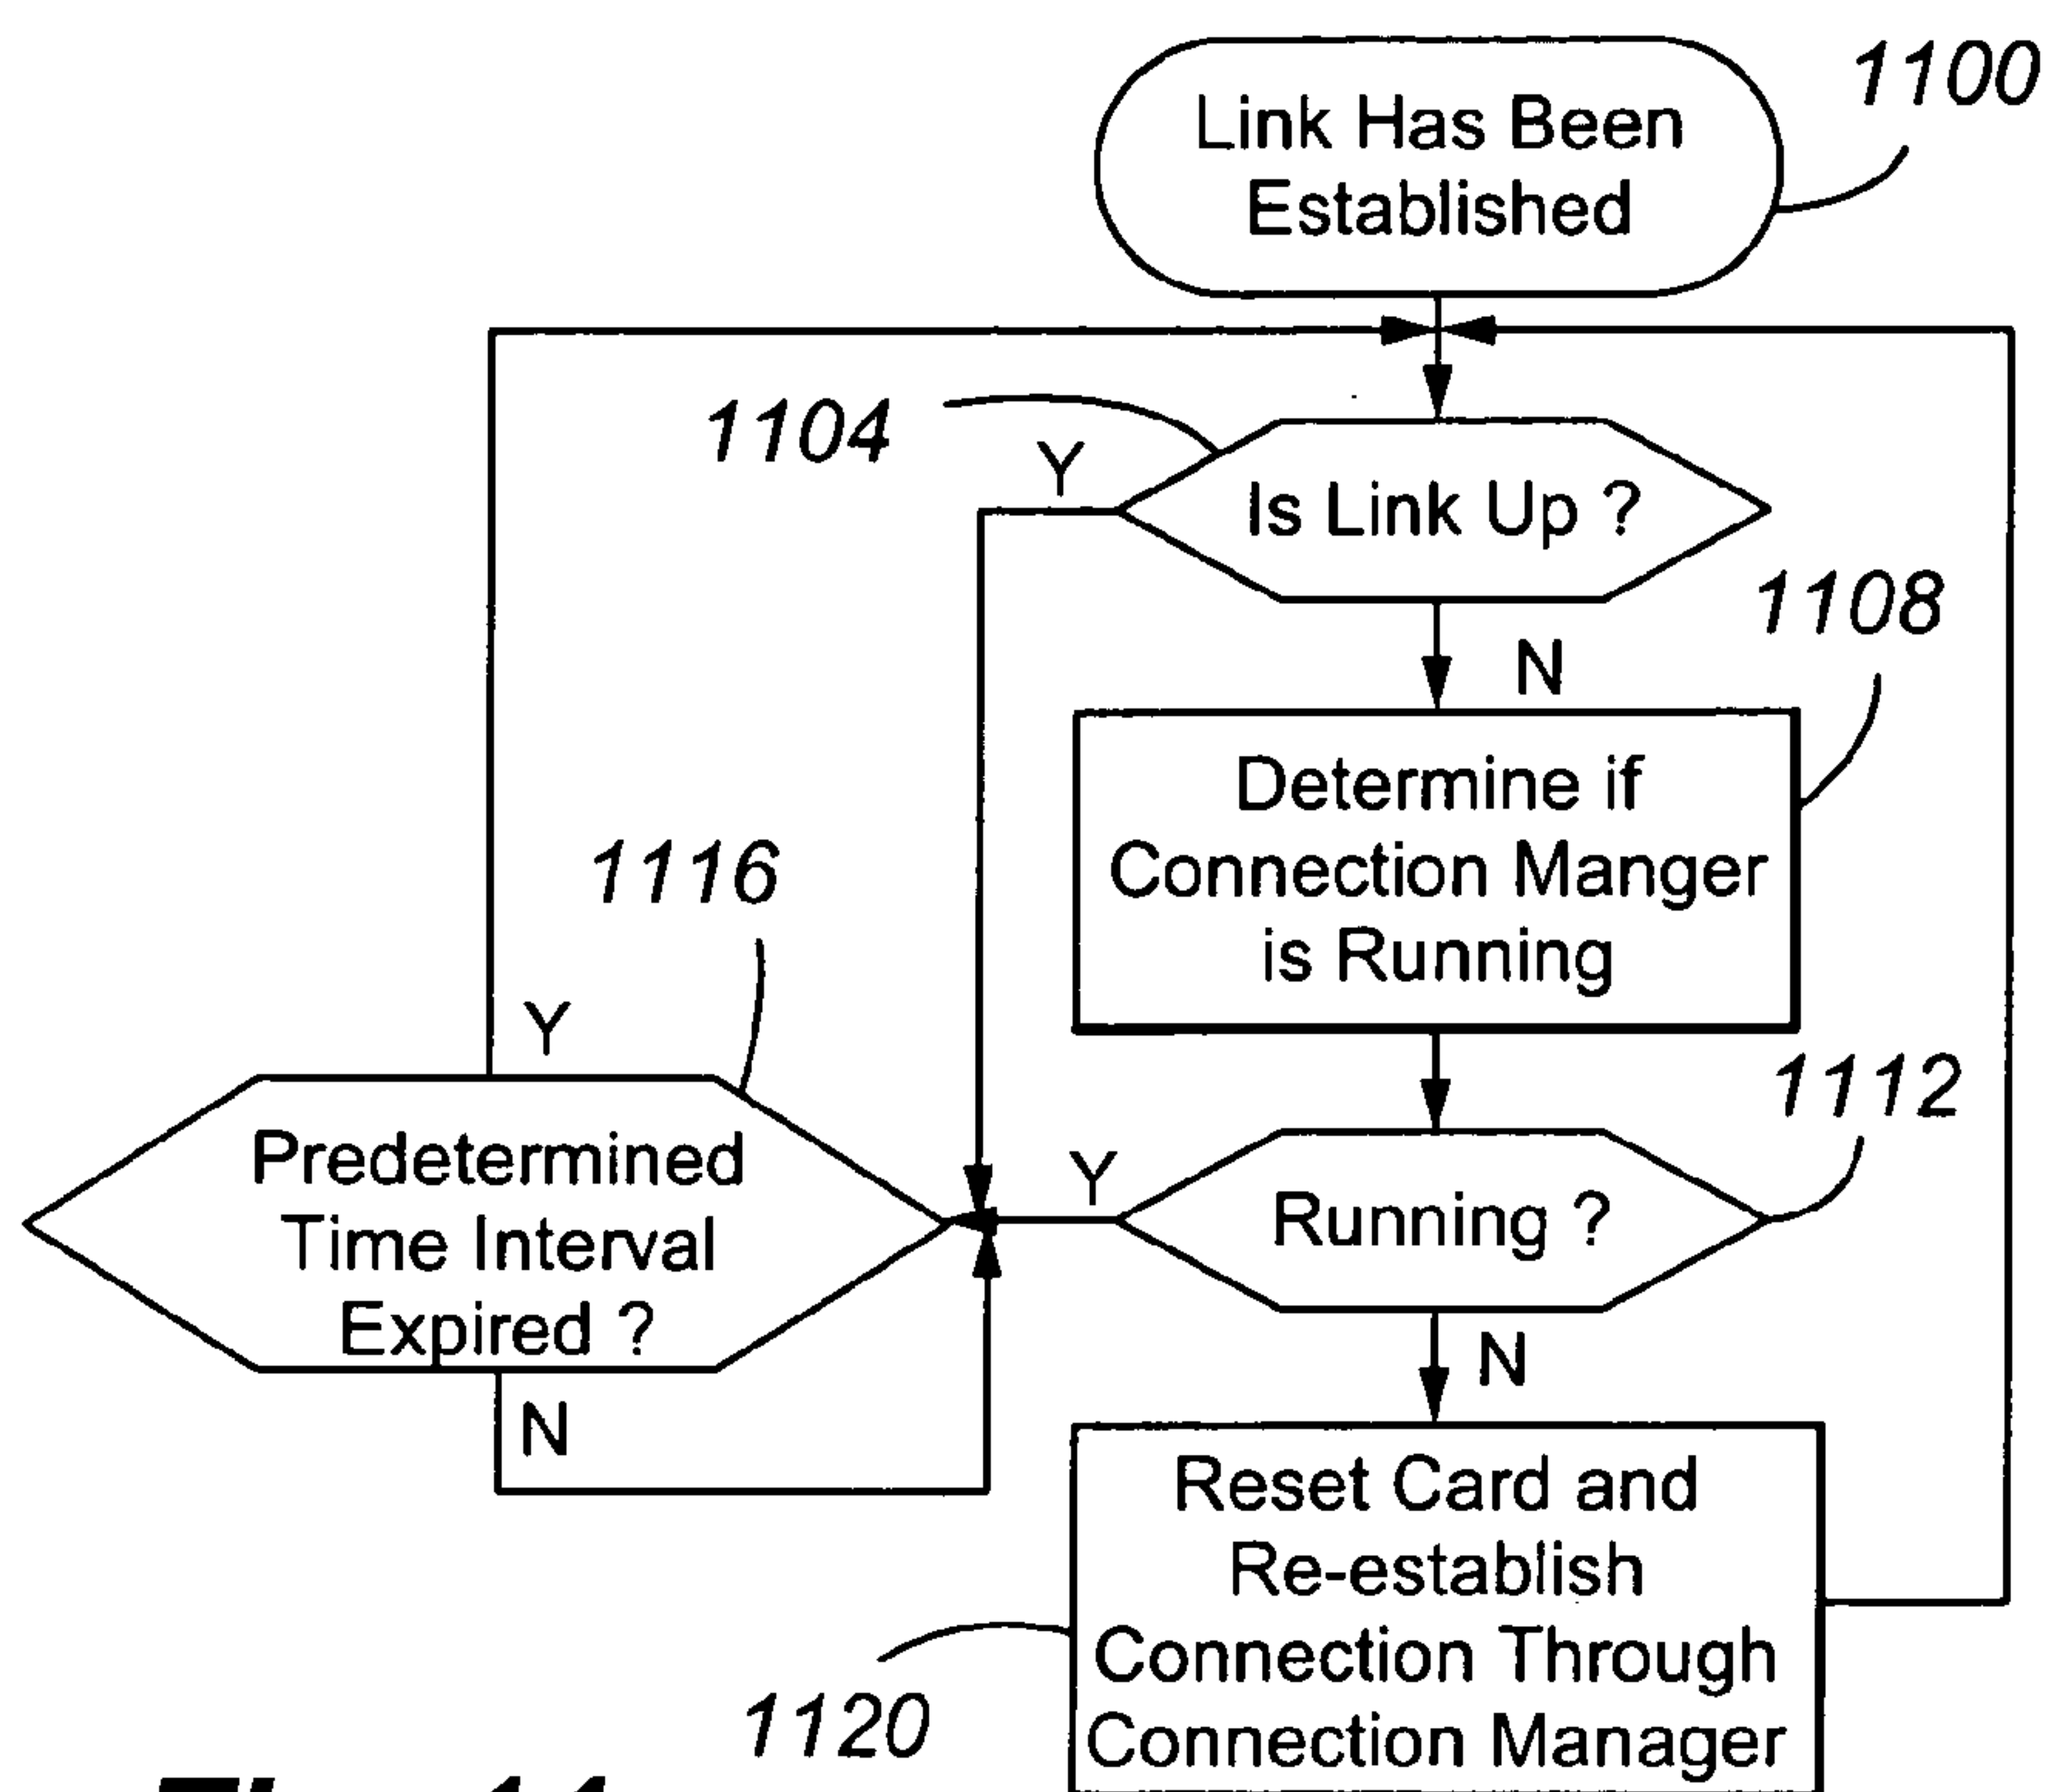 Link Has Been
Established
1100
1104
Y
Is Link Up ?
N
1108
Determine if
Connection Manger
is Running
1116
Y
Predetermined
Time Interval
Expired ?
N
Y
Running ?
1112
N
Reset Card and
Re-establish
Connection Through
Connection Manager
1120